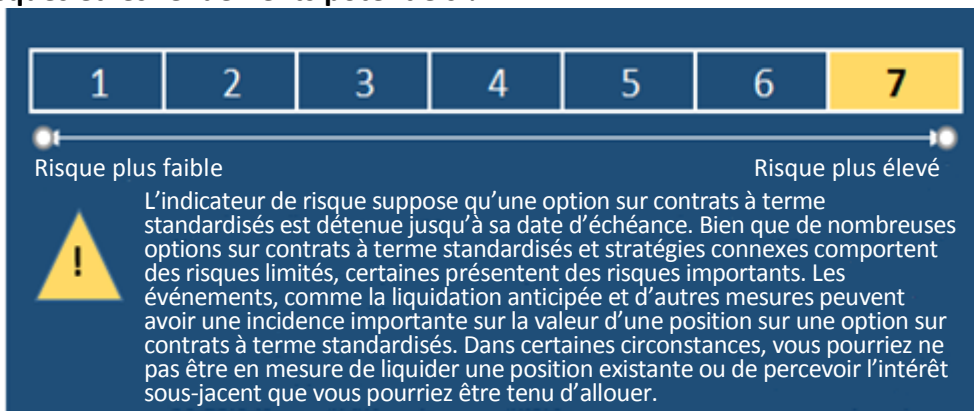 1 2 3 4 5 6 7
Risque plus faible Risque plus élevé
L'indicateur de risque suppose qu'une option sur contrats à terme
standardisés est détenue jusqu'à sa date d'échéance. Bien que de nombreuses
options sur contrats à terme standardisés et stratégies connexes comportent
des risques limités, certaines présentent des risques importants. Les
événements, comme la liquidation anticipée et d'autres mesures peuvent
avoir une incidence importante sur la valeur d'une position sur une option sur
contrats à terme standardisés. Dans certaines circonstances, vous pourriez ne
pas être en mesure de liquider une position existante ou de percevoir l'intérêt
sous-jacent que vous pourriez être tenu d'allouer.